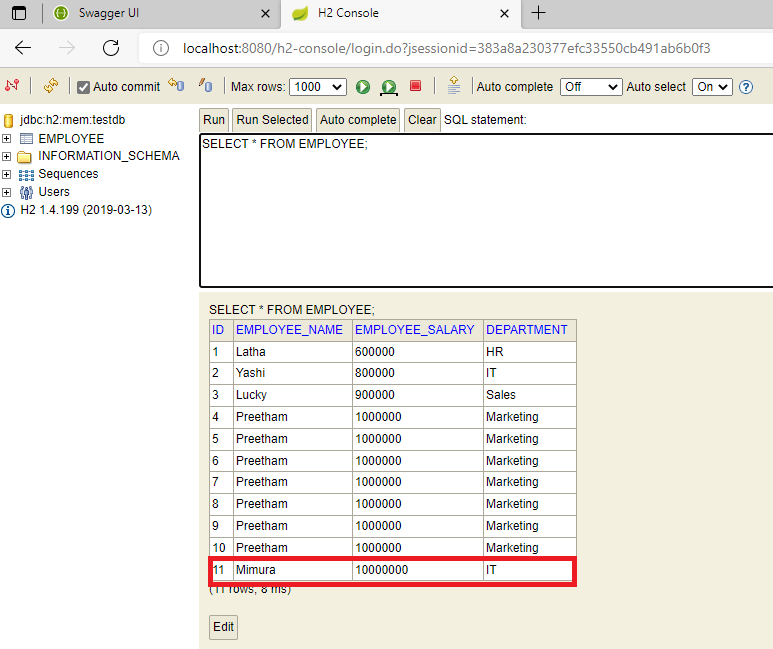 Swagger UI
H2 Console
localhost:8080/h2-console/login.do?jsessionid=383a8a230377efc33550cb491ab6b0f3
Auto commit Max rows: 1000 Auto complete Off Auto select On
jdbc:h2:mem:testdb
EMPLOYEE
INFORMATION_SCHEMA
Sequences
Users
H2 1.4.199 (2019-03-13)
Run Run Selected Auto complete Clear SQL statement:
SELECT * FROM EMPLOYEE;
SELECT * FROM EMPLOYEE;
ID EMPLOYEE_NAME EMPLOYEE_SALARY DEPARTMENT
1 Latha 600000 HR
2 Yashi 800000 IT
3 Lucky 900000 Sales
4 Preetham 1000000 Marketing
5 Preetham 1000000 Marketing
6 Preetham 1000000 Marketing
7 Preetham 1000000 Marketing
8 Preetham 1000000 Marketing
9 Preetham 1000000 Marketing
10 Preetham 1000000 Marketing
11 Mimura 10000000 IT
(11 rows, 8 ms)
Edit